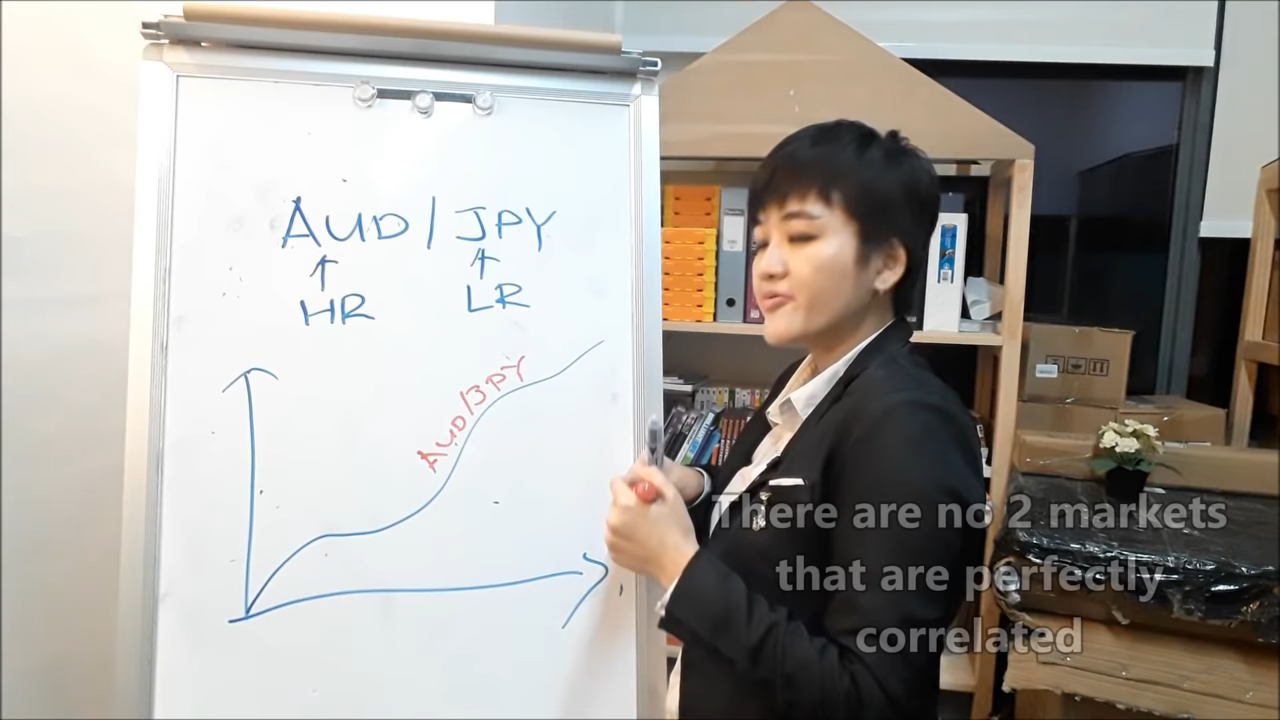 AUD/JPY
↑ ↑
HR LR
AUD/JPY
There are no 2 markets
that are perfectly
correlated